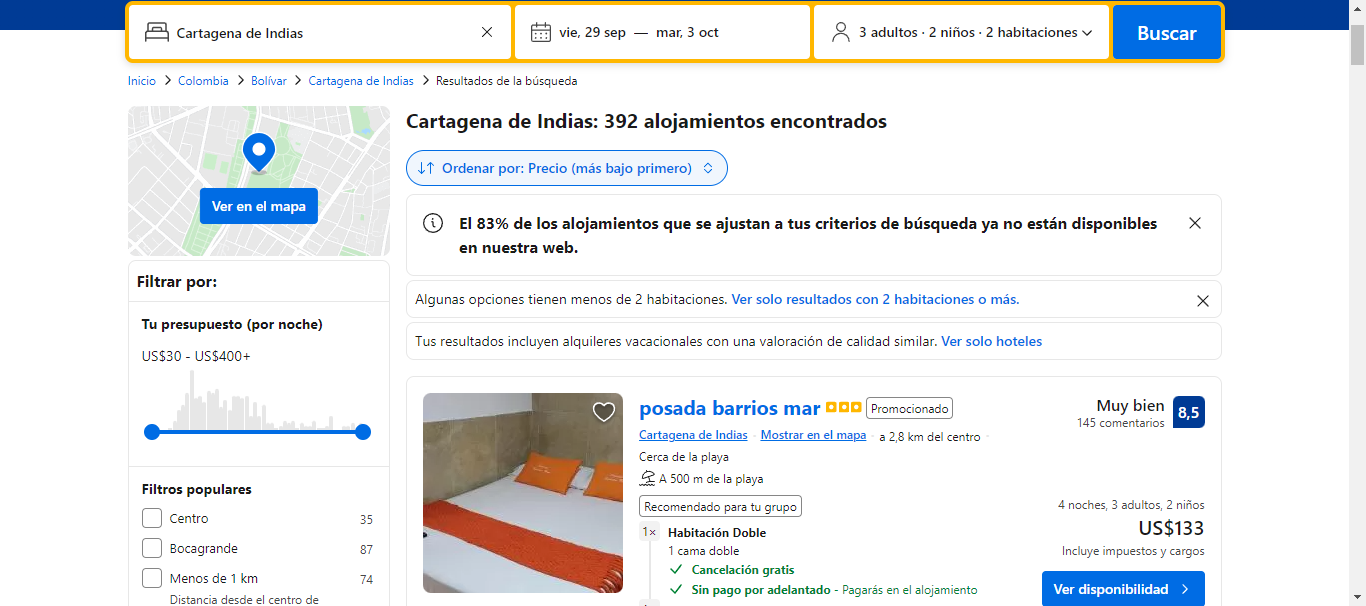 Cartagena de Indias
vie, 29 sep — mar, 3 oct
3 adultos · 2 niños · 2 habitaciones
Buscar
Inicio > Colombia > Bolívar > Cartagena de Indias > Resultados de la búsqueda
Ver en el mapa
Filtrar por:
Tu presupuesto (por noche)
US$30 - US$400+
Filtros populares
Centro 35
Bocagrande 87
Menos de 1 km 74
Distancia desde el centro de
Cartagena de Indias: 392 alojamientos encontrados
Ordenar por: Precio (más bajo primero)
El 83% de los alojamientos que se ajustan a tus criterios de búsqueda ya no están disponibles
en nuestra web.
Algunas opciones tienen menos de 2 habitaciones. Ver solo resultados con 2 habitaciones o más.
Tus resultados incluyen alquileres vacacionales con una valoración de calidad similar. Ver solo hoteles
posada barrios mar Promocionado
Cartagena de Indias · Mostrar en el mapa · a 2,8 km del centro ·
Cerca de la playa
A 500 m de la playa
Recomendado para tu grupo
1× Habitación Doble
1 cama doble
Cancelación gratis
Sin pago por adelantado - Pagarás en el alojamiento
Muy bien 8,5
145 comentarios
4 noches, 3 adultos, 2 niños
US$133
Incluye impuestos y cargos
Ver disponibilidad